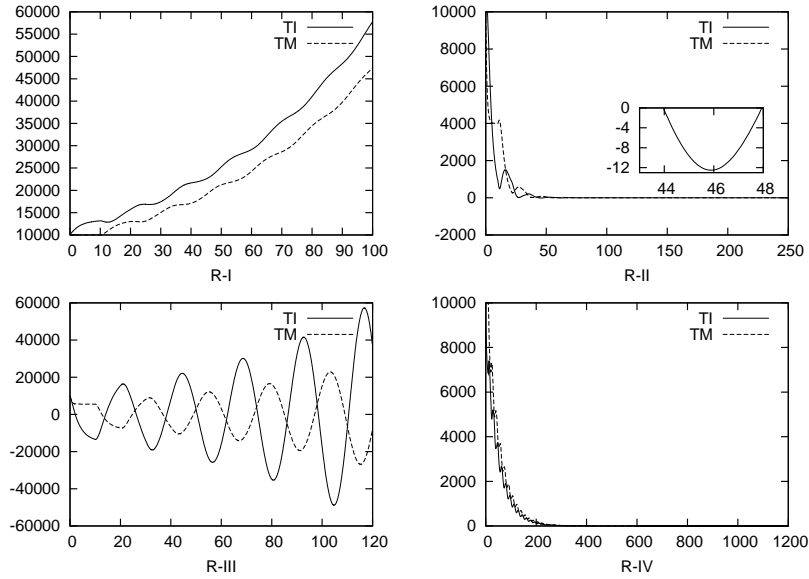 60000
55000
50000
45000
40000
35000
30000
25000
20000
15000
10000
0 10 20 30 40 50 60 70 80 90 100
R-I
TI
TM
10000
8000
6000
4000
2000
0
-2000
0 50 100 150 200 250
R-II
TI
TM
0
-4
-8
-12
44 46 48
60000
40000
20000
0
-20000
-40000
-60000
0 20 40 60 80 100 120
R-III
TI
TM
10000
8000
6000
4000
2000
0
0 200 400 600 800 1000 1200
R-IV
TI
TM